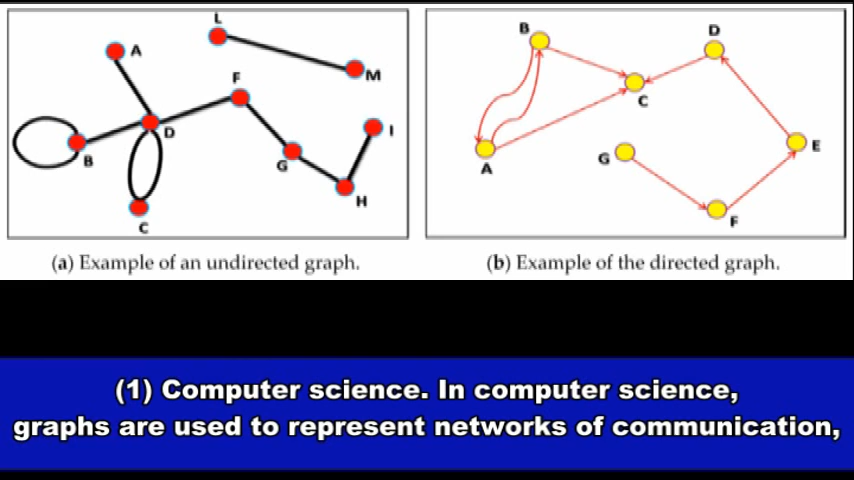 L
A
F
M
D
I
B
G
H
C
(a) Example of an undirected graph.
B
D
C
A
G
E
F
(b) Example of the directed graph.
(1) Computer science. In computer science,
graphs are used to represent networks of communication,